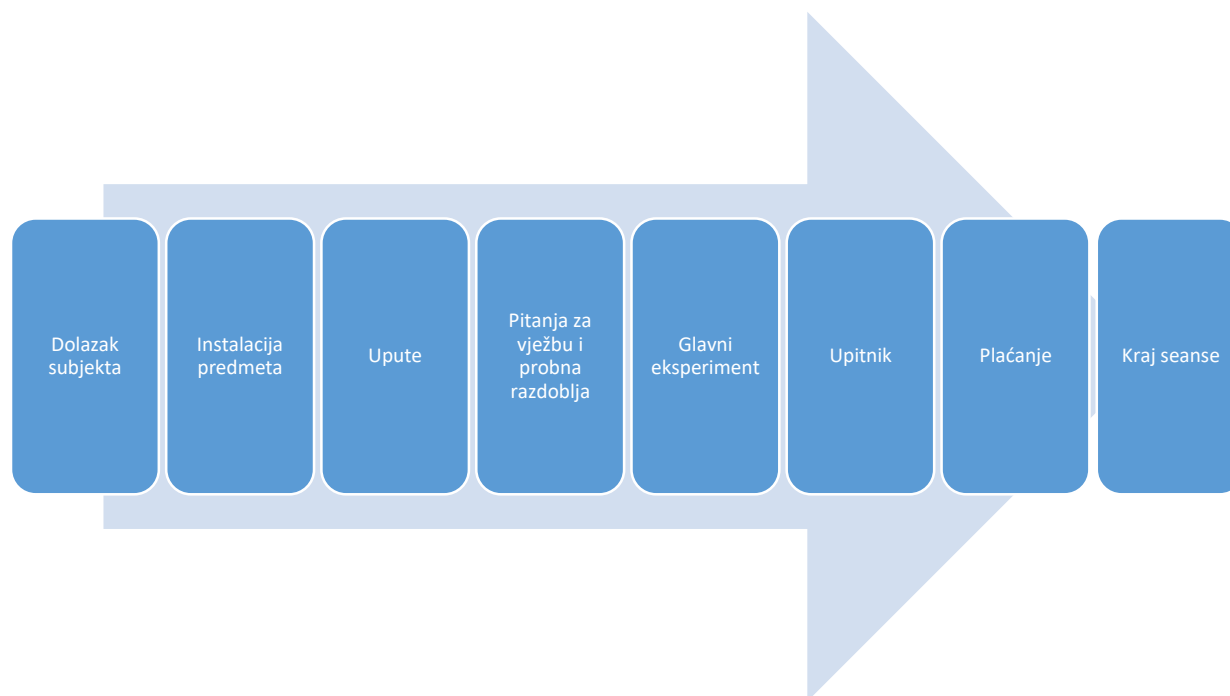 Dolazak
subjekta
Instalacija
predmeta
Upute
Pitanja za
vježbu i
probna
razdoblja
Glavni
eksperiment
Upitnik
Plaćanje
Kraj seanse